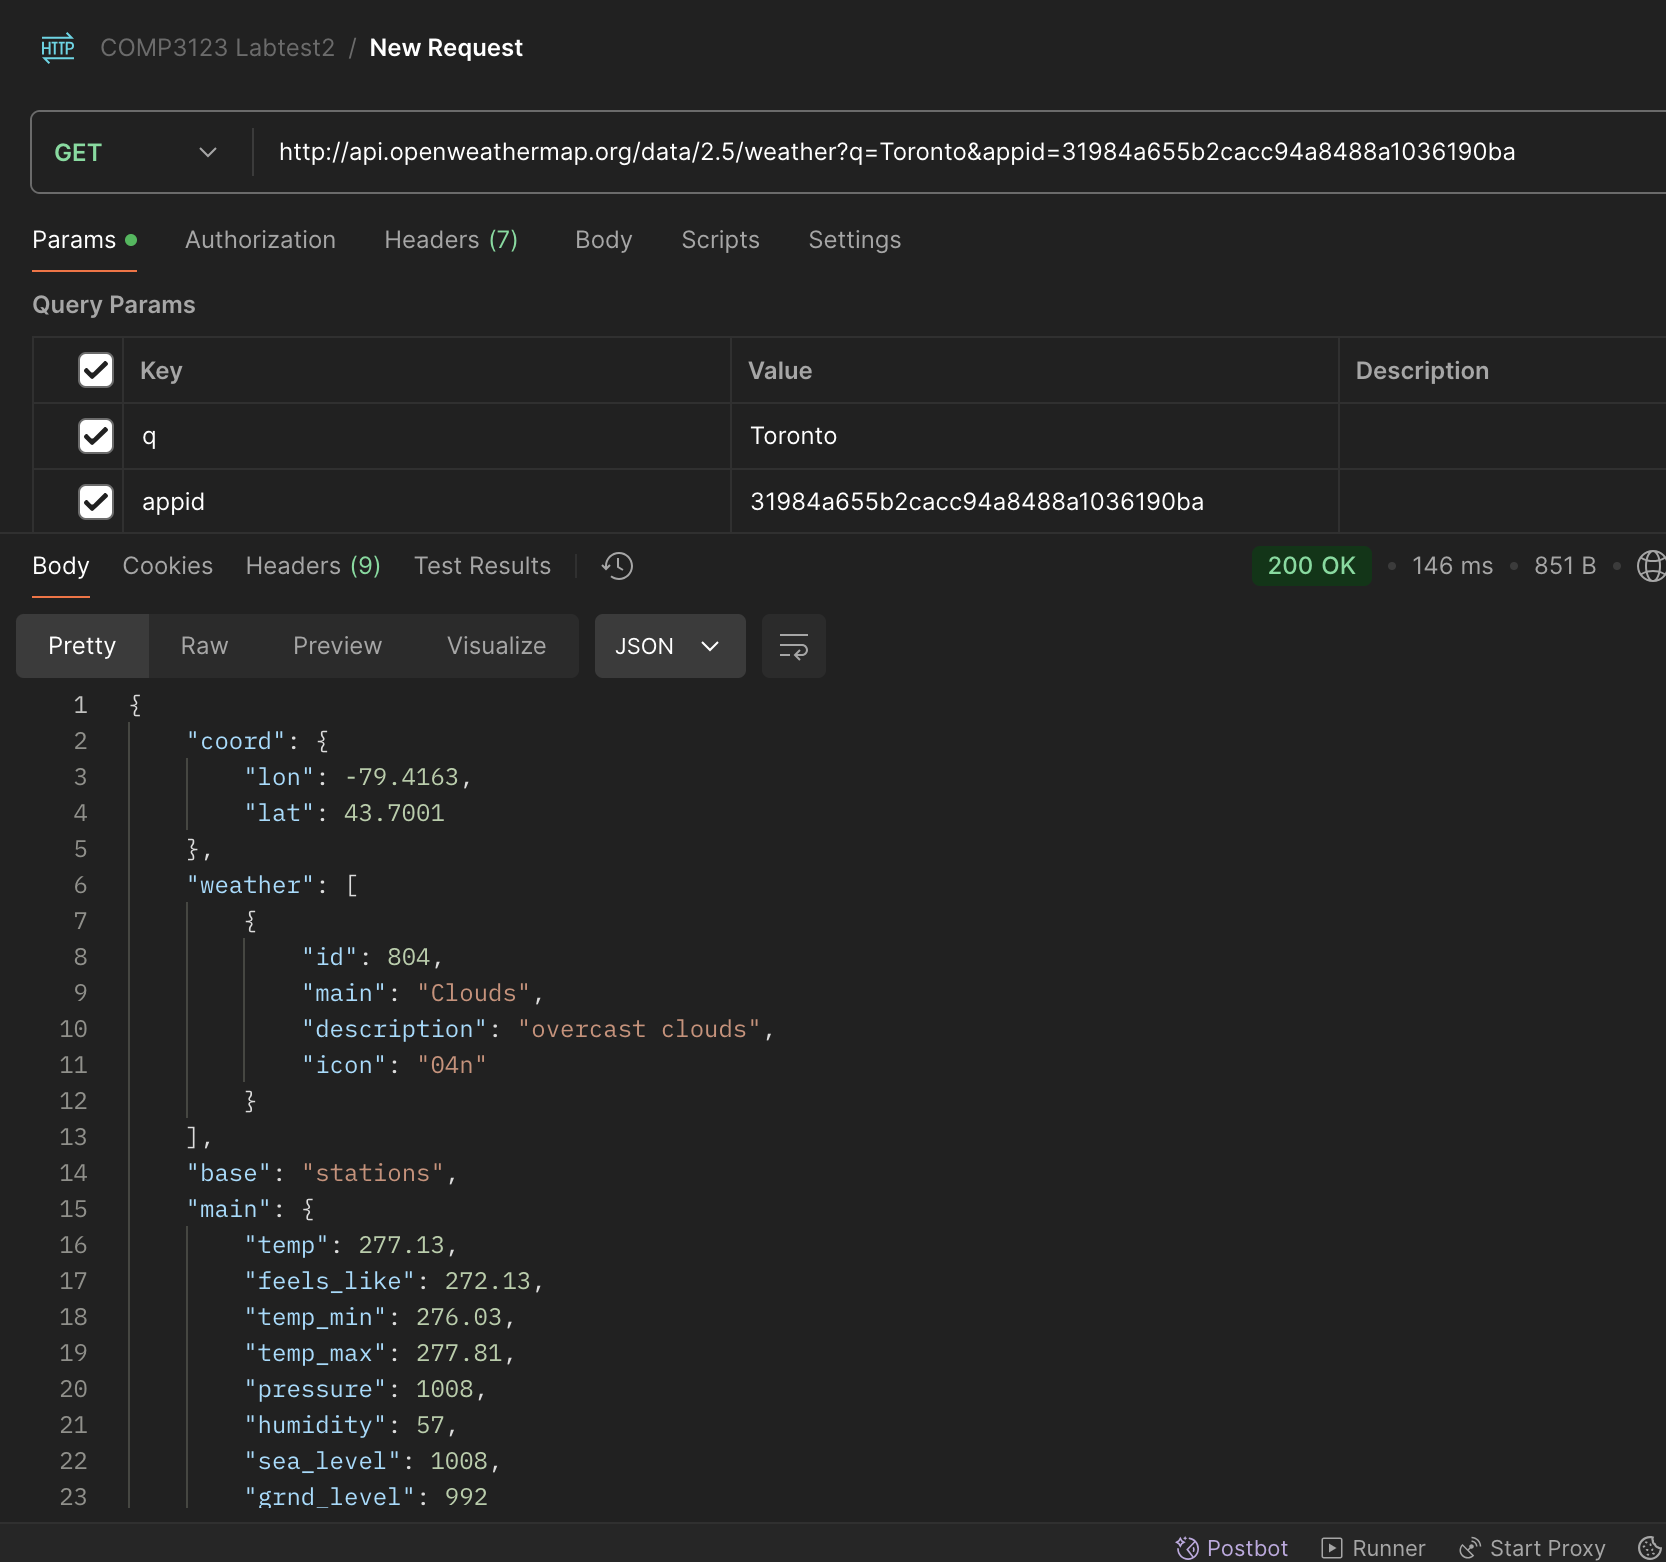 HTTP COMP3123 Labtest2 / New Request
GET http://api.openweathermap.org/data/2.5/weather?q=Toronto&appid=31984a655b2cacc94a8488a1036190ba
Params Authorization Headers (7) Body Scripts Settings
Query Params
Key Value Description
q Toronto
appid 31984a655b2cacc94a8488a1036190ba
Body Cookies Headers (9) Test Results 200 OK • 146 ms • 851 B •
Pretty Raw Preview Visualize JSON
1 {
2 "coord": {
3 "lon": -79.4163,
4 "lat": 43.7001
5 },
6 "weather": [
7 {
8 "id": 804,
9 "main": "Clouds",
10 "description": "overcast clouds",
11 "icon": "04n"
12 }
13 ],
14 "base": "stations",
15 "main": {
16 "temp": 277.13,
17 "feels_like": 272.13,
18 "temp_min": 276.03,
19 "temp_max": 277.81,
20 "pressure": 1008,
21 "humidity": 57,
22 "sea_level": 1008,
23 "grnd_level": 992
Postbot Runner Start Proxy